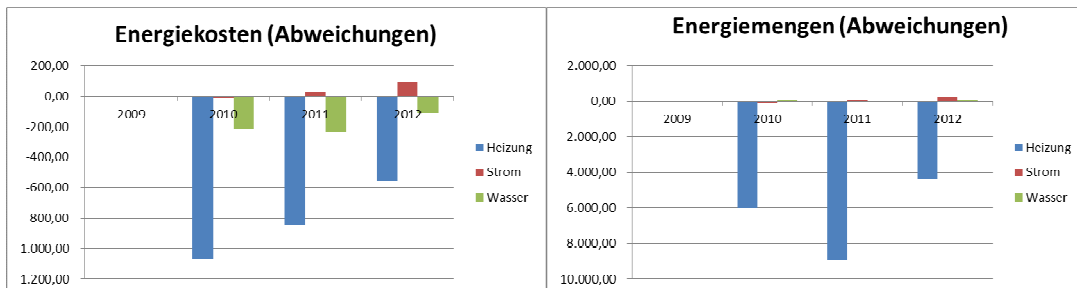 Energiekosten (Abweichungen)
200,00
0,00
-200,00
-400,00
-600,00
-800,00
1.000,00
1.200,00
2009
2010
2011
2012
Heizung
Strom
Wasser
Energiemengen (Abweichungen)
2.000,00
0,00
2.000,00
4.000,00
6.000,00
8.000,00
10.000,00
2009
2010
2011
2012
Heizung
Strom
Wasser